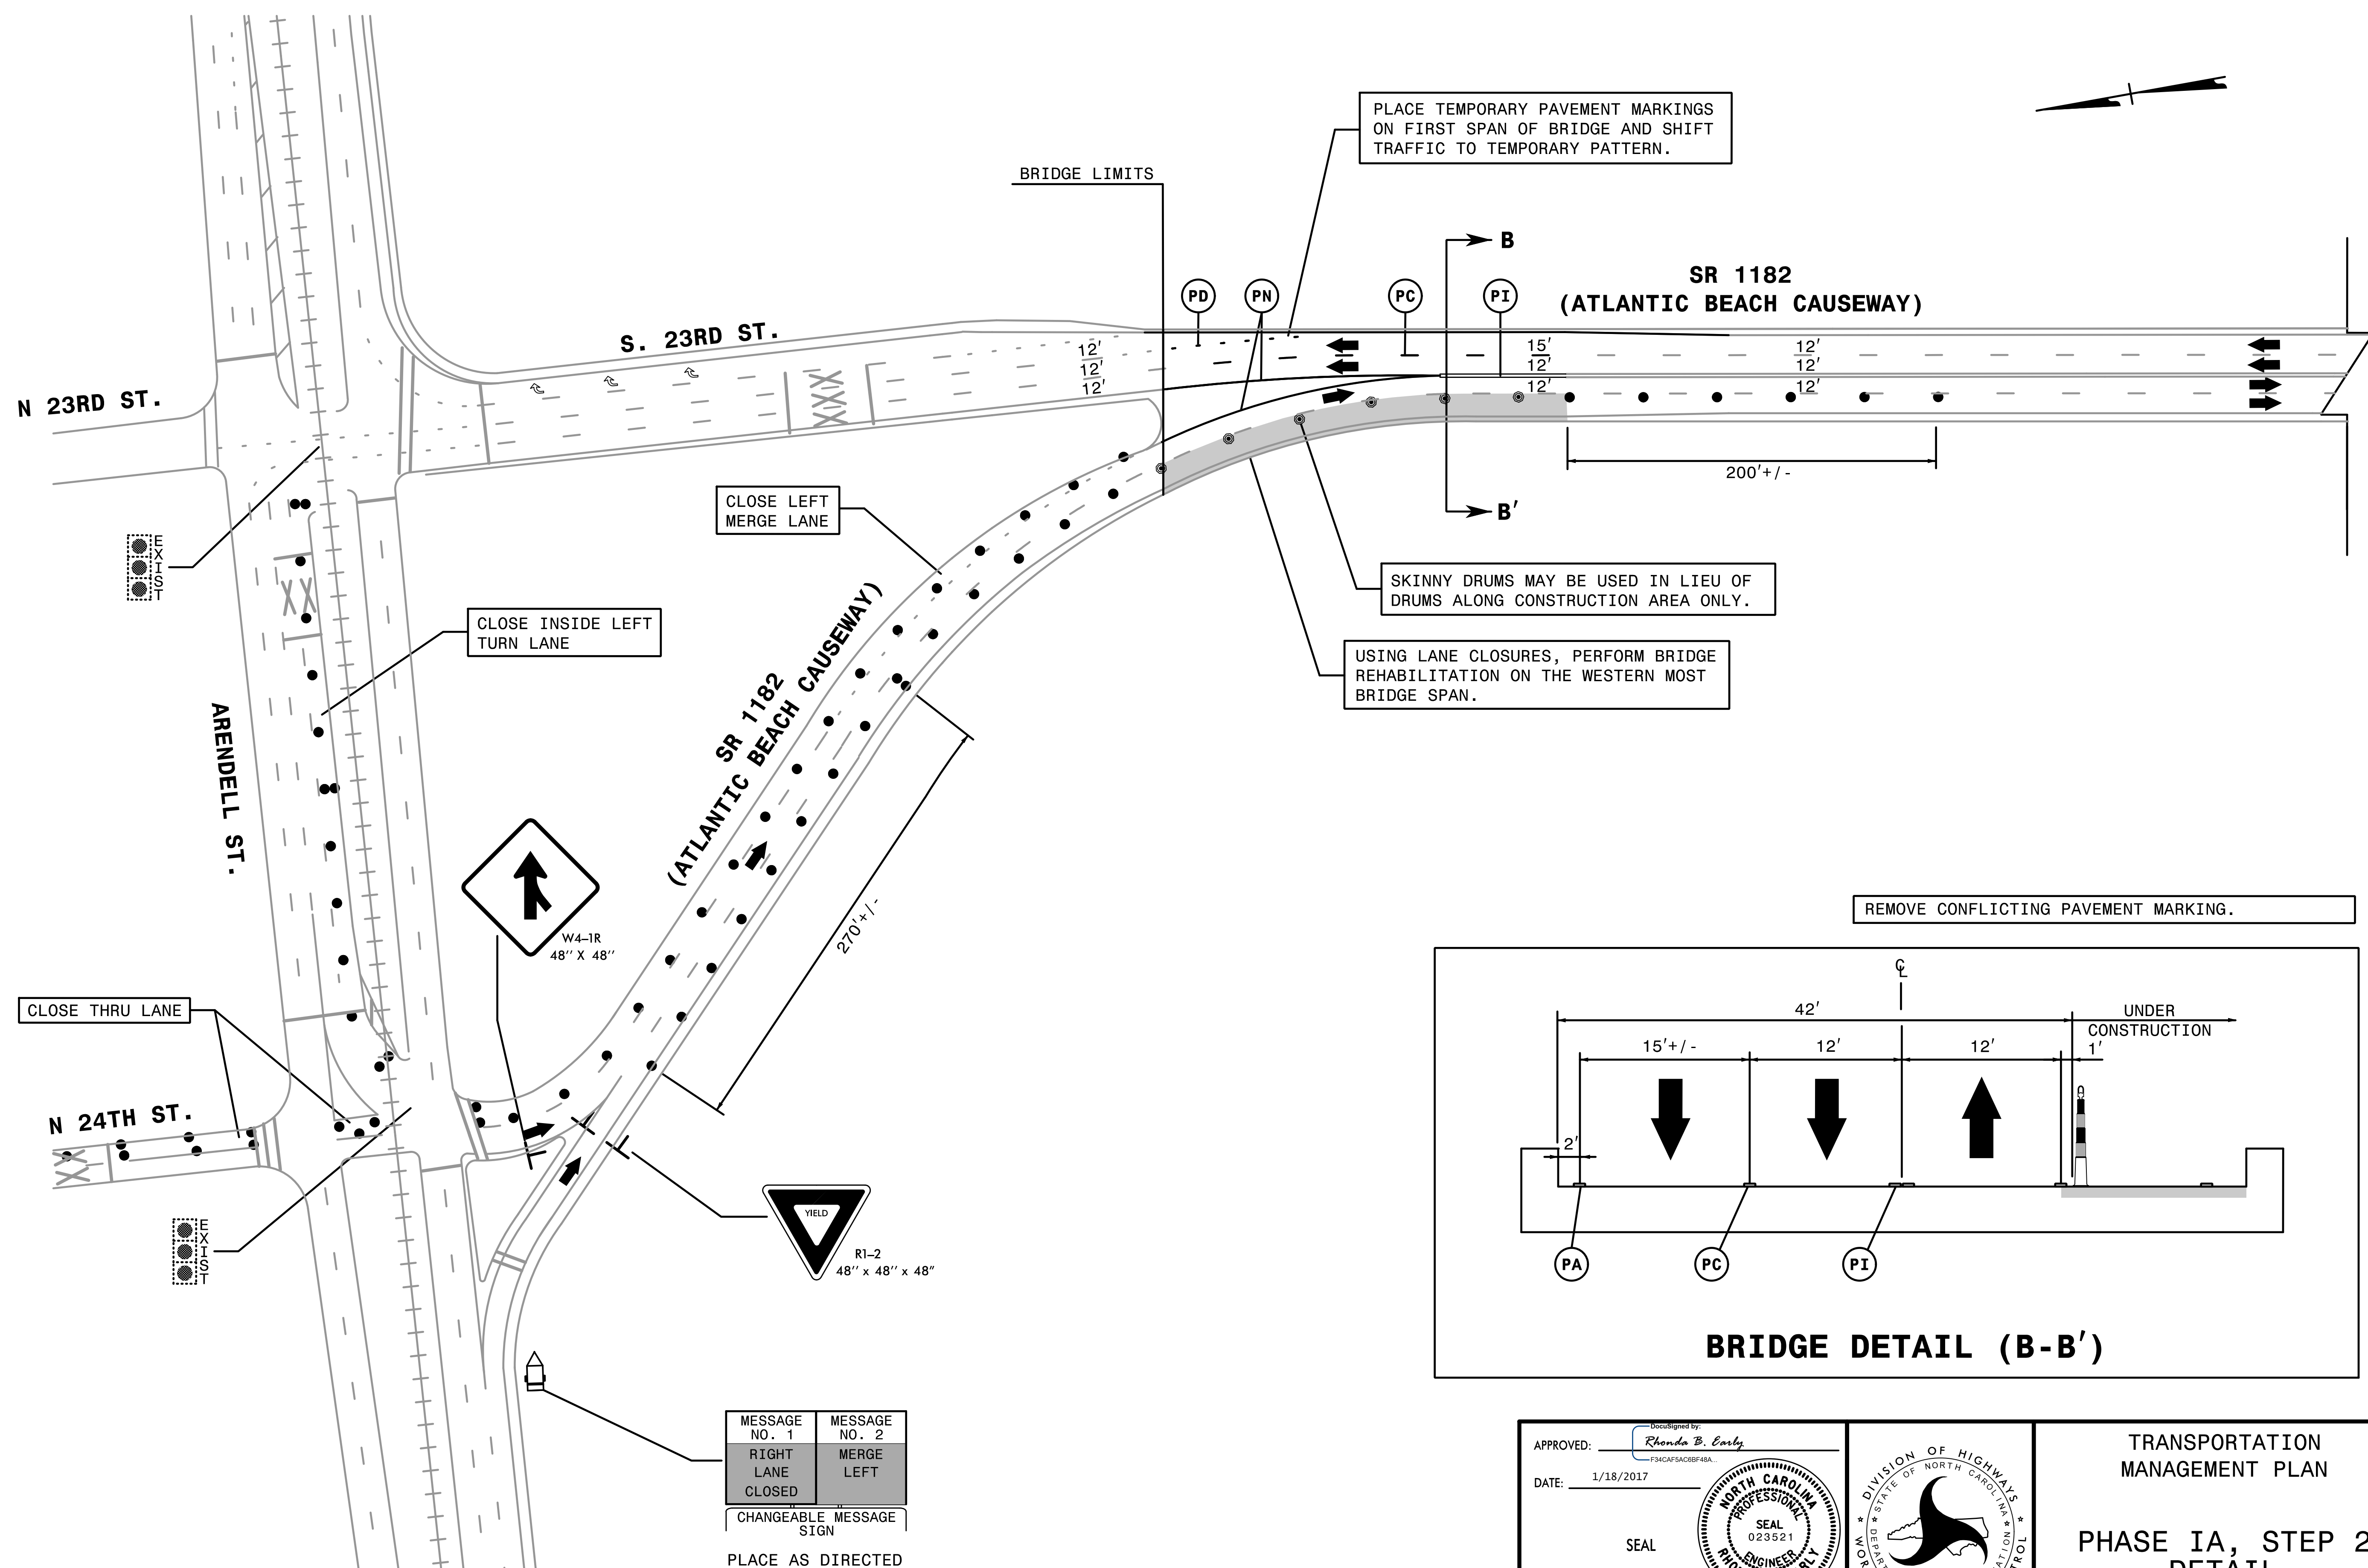 PLACE TEMPORARY PAVEMENT MARKINGS
ON FIRST SPAN OF BRIDGE AND SHIFT
TRAFFIC TO TEMPORARY PATTERN.
BRIDGE LIMITS
B
SR 1182
(ATLANTIC BEACH CAUSEWAY)
PD
PN
PC
PI
S. 23RD ST.
12'
12'
12'
15'
12'
12'
12'
12'
12'
N 23RD ST.
200'+/-
CLOSE LEFT
MERGE LANE
B'
EXIST
SKINNY DRUMS MAY BE USED IN LIEU OF
DRUMS ALONG CONSTRUCTION AREA ONLY.
CLOSE INSIDE LEFT
TURN LANE
USING LANE CLOSURES, PERFORM BRIDGE
REHABILITATION ON THE WESTERN MOST
BRIDGE SPAN.
SR 1182
(ATLANTIC BEACH CAUSEWAY)
ARENDELL ST.
270'+/-
W4-1R
48'' X 48''
REMOVE CONFLICTING PAVEMENT MARKING.
CLOSE THRU LANE
N 24TH ST.
YIELD
R1-2
48'' x 48'' x 48''
EXIST
CL
42'
UNDER
CONSTRUCTION
15'+/-
12'
12'
1'
2'
PA
PC
PI
BRIDGE DETAIL (B-B')
MESSAGE
NO. 1
MESSAGE
NO. 2
RIGHT
LANE
CLOSED
MERGE
LEFT
CHANGEABLE MESSAGE
SIGN
PLACE AS DIRECTED
APPROVED:
DocuSigned by:
Rhonda B. Early
F34CAF5AC6BF48A...
DATE: 1/18/2017
SEAL
NORTH CAROLINA
PROFESSIONAL
SEAL
023521
ENGINEER
DIVISION OF HIGHWAYS
STATE OF NORTH CAROLINA
TRANSPORTATION
MANAGEMENT PLAN
PHASE IA, STEP 2
DETAIL